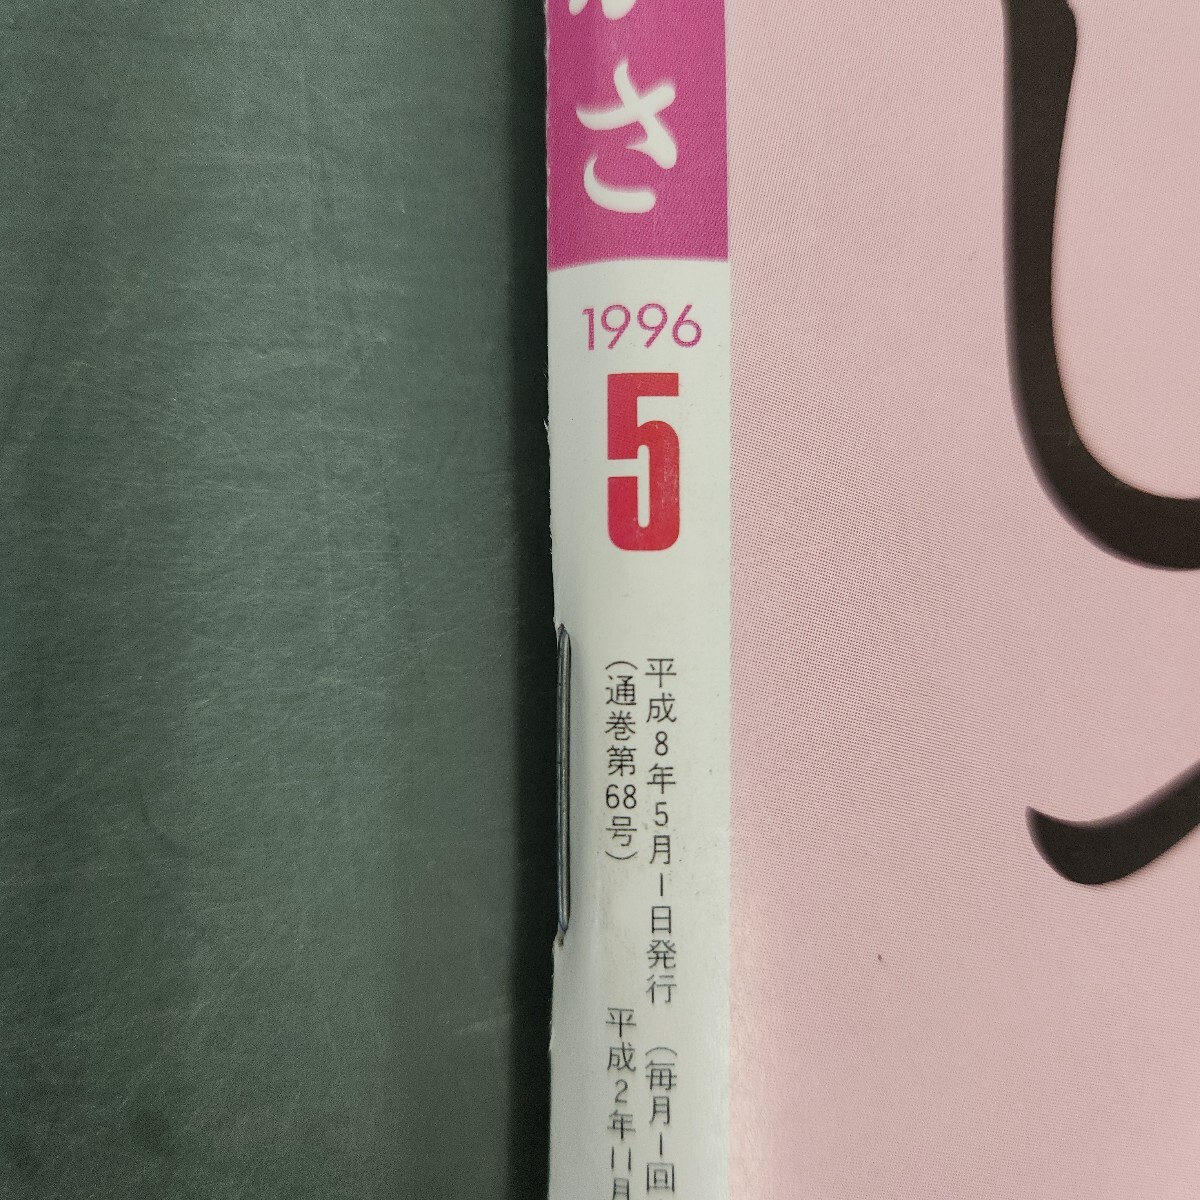 さ
1996
5
平成8年5月1日発行 (毎月1回
(通巻第68号) 平成2年11月